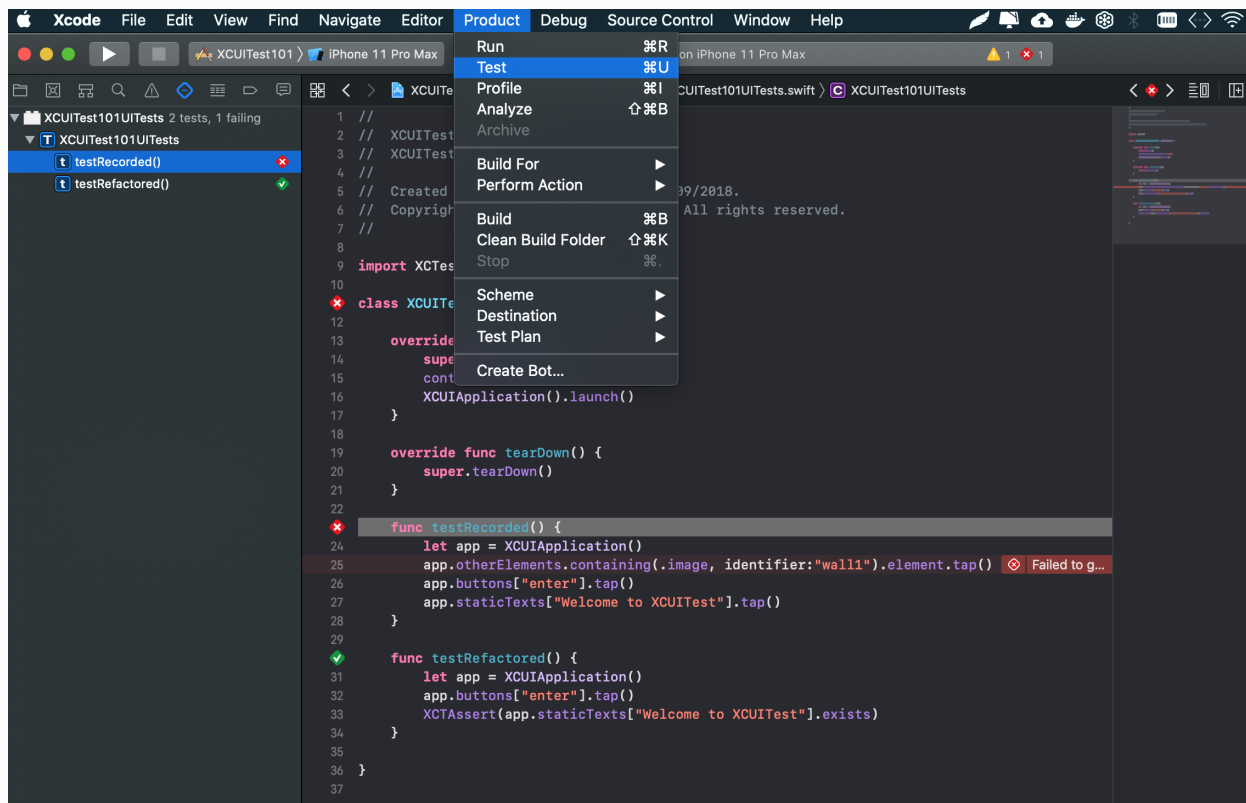 Xcode File Edit View Find Navigate Editor Product Debug Source Control Window Help
XCUITest101 〉 iPhone 11 Pro Max
on iPhone 11 Pro Max
1 1
Run ⌘R
Test ⌘U
Profile ⌘I
Analyze ⇧⌘B
Archive
Build For ▶
Perform Action ▶
Build ⌘B
Clean Build Folder ⇧⌘K
Stop ⌘.
Scheme ▶
Destination ▶
Test Plan ▶
Create Bot...
XCUITe
CUITest101UITests.swift 〉 C XCUITest101UITests
XCUITest101UITests 2 tests, 1 failing
T XCUITest101UITests
t testRecorded()
t testRefactored()
1 //
2 // XCUITest
3 // XCUITest
4 //
5 // Created 09/2018.
6 // Copyrigh All rights reserved.
7 //
8
9 import XCTes
10
class XCUITe
12
13 override
14 supe
15 cont
16 XCUIApplication().launch()
17 }
18
19 override func tearDown() {
20 super.tearDown()
21 }
22
func testRecorded() {
24 let app = XCUIApplication()
25 app.otherElements.containing(.image, identifier:"wall1").element.tap() Failed to g...
26 app.buttons["enter"].tap()
27 app.staticTexts["Welcome to XCUITest"].tap()
28 }
29
func testRefactored() {
31 let app = XCUIApplication()
32 app.buttons["enter"].tap()
33 XCTAssert(app.staticTexts["Welcome to XCUITest"].exists)
34 }
35
36 }
37